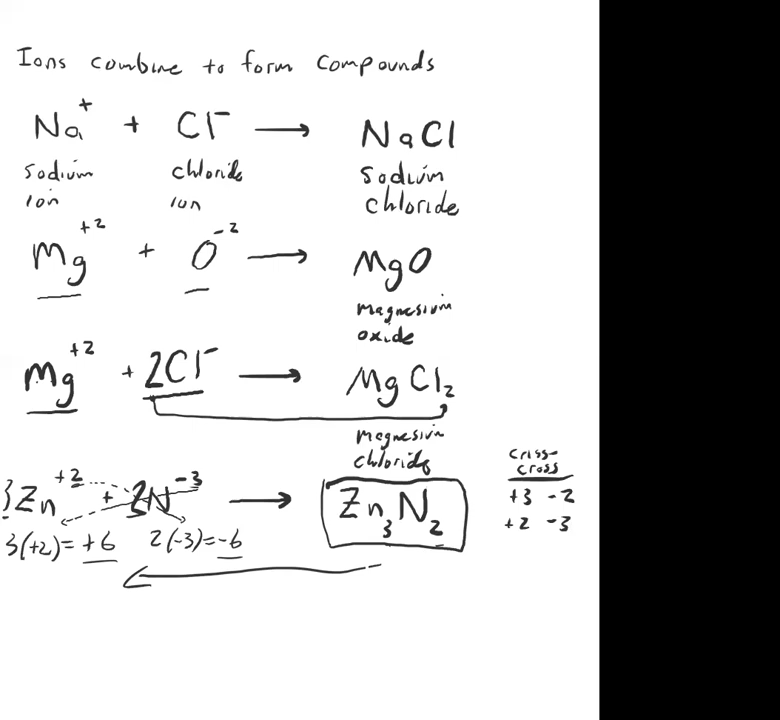 Ions combine to form compounds
Na⁺ + Cl⁻ → NaCl
sodium ion chloride ion sodium chloride
Mg⁺² + O⁻² → MgO
magnesium oxide
Mg⁺² + 2Cl⁻ → MgCl₂
magnesium chloride
criss-cross
+3 -2
+2 -3
3Zn⁺² + 2N⁻³ → Zn₃N₂
3(+2)= +6 2(-3)= -6